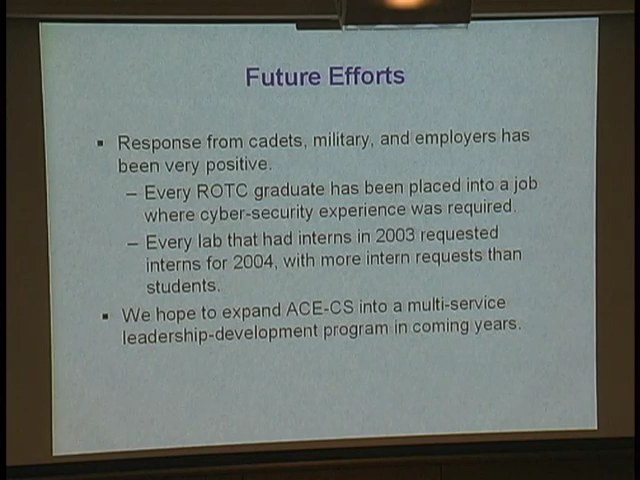 Future Efforts
▪ Response from cadets, military, and employers has
been very positive.
– Every ROTC graduate has been placed into a job
where cyber-security experience was required.
– Every lab that had interns in 2003 requested
interns for 2004, with more intern requests than
students.
▪ We hope to expand ACE-CS into a multi-service
leadership-development program in coming years.